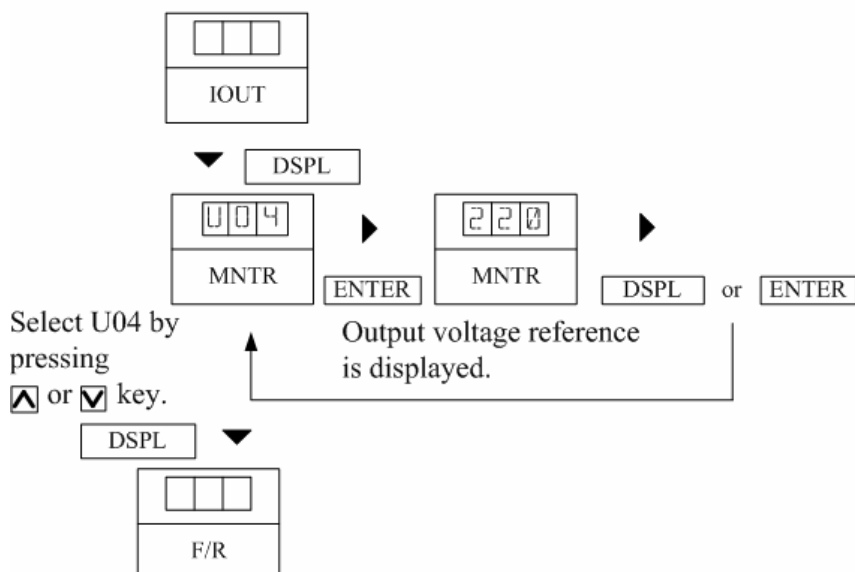 IOUT
DSPL
U04
MNTR
ENTER
220
MNTR
DSPL or ENTER
Select U04 by
pressing
or key.
Output voltage reference
is displayed.
DSPL
F/R